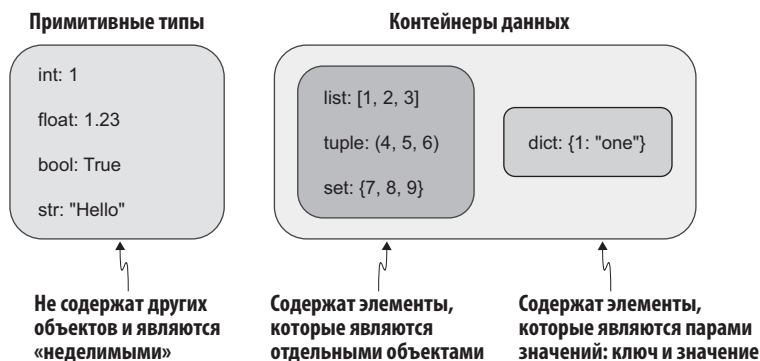 Примитивные типы
int: 1
float: 1.23
bool: True
str: "Hello"
Не содержат других
объектов и являются
«неделимыми»
Контейнеры данных
list: [1, 2, 3]
tuple: (4, 5, 6)
set: {7, 8, 9}
dict: {1: "one"}
Содержат элементы,
которые являются
отдельными объектами
Содержат элементы,
которые являются парами
значений: ключ и значение